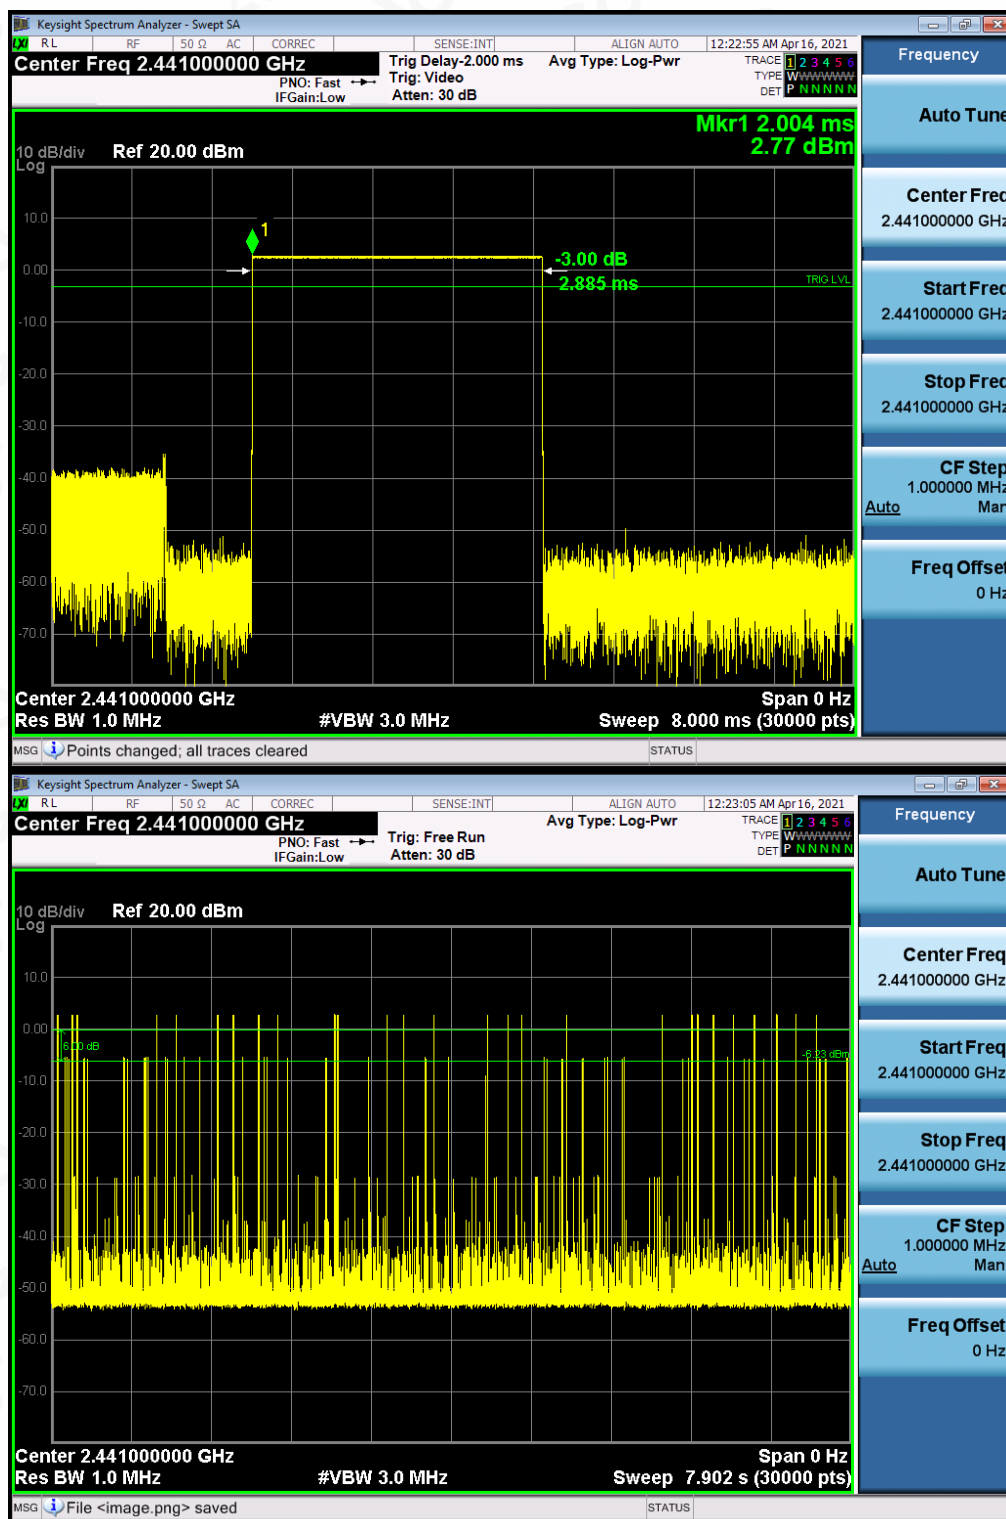 Keysight Spectrum Analyzer - Swept SA
LXI RL RF 50 Ω AC CORREC SENSE:INT ALIGN AUTO 12:22:55 AM Apr 16, 2021
Center Freq 2.441000000 GHz
PNO: Fast
IFGain:Low
Trig Delay-2.000 ms
Trig: Video
Atten: 30 dB
Avg Type: Log-Pwr
TRACE 1 2 3 4 5 6
TYPE WWWWWWW
DET P N N N N N
Mkr1 2.004 ms
2.77 dBm
10 dB/div
Log
Ref 20.00 dBm
10.0
1
0.00
-3.00 dB
2.885 ms
TRIG LVL
-10.0
-20.0
-30.0
-40.0
-50.0
-60.0
-70.0
Center 2.441000000 GHz
Span 0 Hz
Res BW 1.0 MHz
#VBW 3.0 MHz
Sweep 8.000 ms (30000 pts)
MSG Points changed; all traces cleared
STATUS
Frequency
Auto Tune
Center Freq
2.441000000 GHz
Start Freq
2.441000000 GHz
Stop Freq
2.441000000 GHz
CF Step
1.000000 MHz
Auto Man
Freq Offset
0 Hz
Keysight Spectrum Analyzer - Swept SA
LXI RL RF 50 Ω AC CORREC SENSE:INT ALIGN AUTO 12:23:05 AM Apr 16, 2021
Center Freq 2.441000000 GHz
PNO: Fast
IFGain:Low
Trig: Free Run
Atten: 30 dB
Avg Type: Log-Pwr
TRACE 1 2 3 4 5 6
TYPE WWWWWWW
DET P N N N N N
10 dB/div
Log
Ref 20.00 dBm
10.0
0.00
6.00 dB
-6.23 dBm
-10.0
-20.0
-30.0
-40.0
-50.0
-60.0
-70.0
Center 2.441000000 GHz
Span 0 Hz
Res BW 1.0 MHz
#VBW 3.0 MHz
Sweep 7.902 s (30000 pts)
MSG File <image.png> saved
STATUS
Frequency
Auto Tune
Center Freq
2.441000000 GHz
Start Freq
2.441000000 GHz
Stop Freq
2.441000000 GHz
CF Step
1.000000 MHz
Auto Man
Freq Offset
0 Hz